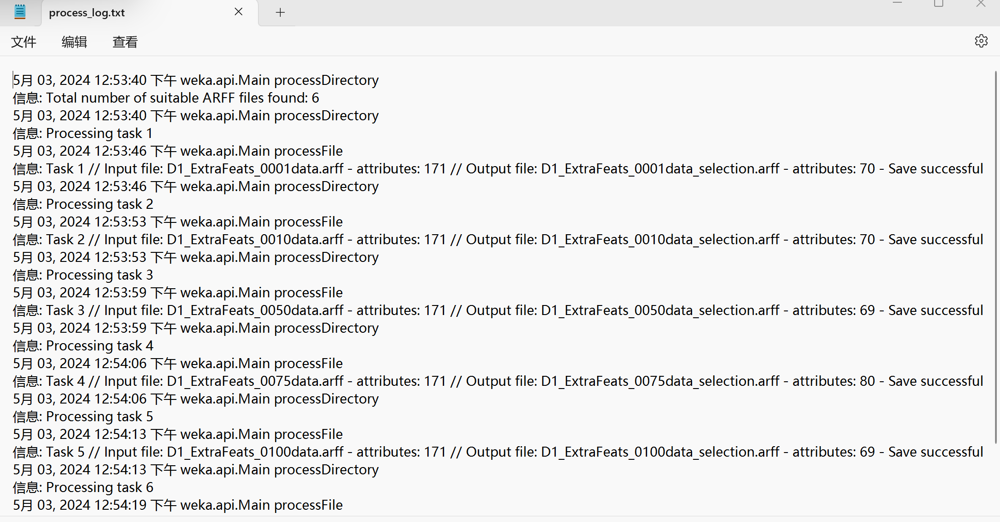 process_log.txt
文件 编辑 查看
5月 03, 2024 12:53:40 下午 weka.api.Main processDirectory
信息: Total number of suitable ARFF files found: 6
5月 03, 2024 12:53:40 下午 weka.api.Main processDirectory
信息: Processing task 1
5月 03, 2024 12:53:46 下午 weka.api.Main processFile
信息: Task 1 // Input file: D1_ExtraFeats_0001data.arff - attributes: 171 // Output file: D1_ExtraFeats_0001data_selection.arff - attributes: 70 - Save successful
5月 03, 2024 12:53:46 下午 weka.api.Main processDirectory
信息: Processing task 2
5月 03, 2024 12:53:53 下午 weka.api.Main processFile
信息: Task 2 // Input file: D1_ExtraFeats_0010data.arff - attributes: 171 // Output file: D1_ExtraFeats_0010data_selection.arff - attributes: 70 - Save successful
5月 03, 2024 12:53:53 下午 weka.api.Main processDirectory
信息: Processing task 3
5月 03, 2024 12:53:59 下午 weka.api.Main processFile
信息: Task 3 // Input file: D1_ExtraFeats_0050data.arff - attributes: 171 // Output file: D1_ExtraFeats_0050data_selection.arff - attributes: 69 - Save successful
5月 03, 2024 12:53:59 下午 weka.api.Main processDirectory
信息: Processing task 4
5月 03, 2024 12:54:06 下午 weka.api.Main processFile
信息: Task 4 // Input file: D1_ExtraFeats_0075data.arff - attributes: 171 // Output file: D1_ExtraFeats_0075data_selection.arff - attributes: 80 - Save successful
5月 03, 2024 12:54:06 下午 weka.api.Main processDirectory
信息: Processing task 5
5月 03, 2024 12:54:13 下午 weka.api.Main processFile
信息: Task 5 // Input file: D1_ExtraFeats_0100data.arff - attributes: 171 // Output file: D1_ExtraFeats_0100data_selection.arff - attributes: 69 - Save successful
5月 03, 2024 12:54:13 下午 weka.api.Main processDirectory
信息: Processing task 6
5月 03, 2024 12:54:19 下午 weka.api.Main processFile